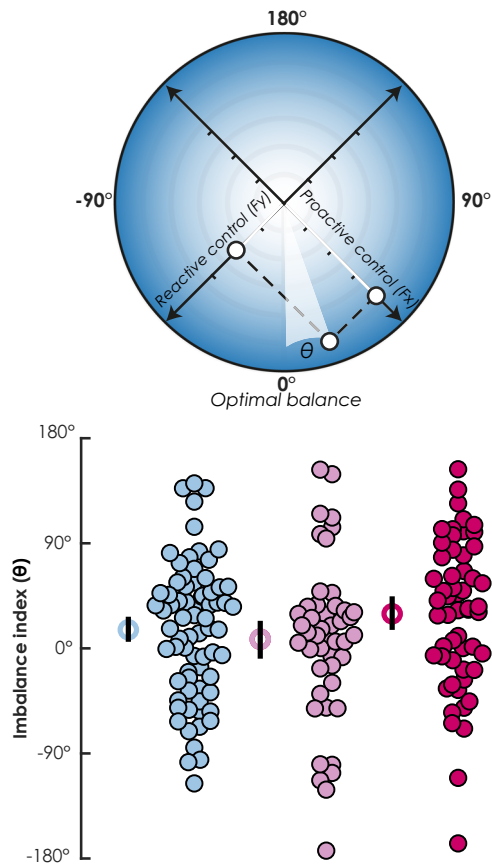 180°
-90°
90°
Reactive control (Fy)
Proactive control (Fx)
θ
0°
Optimal balance
180°
90°
0°
-90°
-180°
Imbalance index (θ)